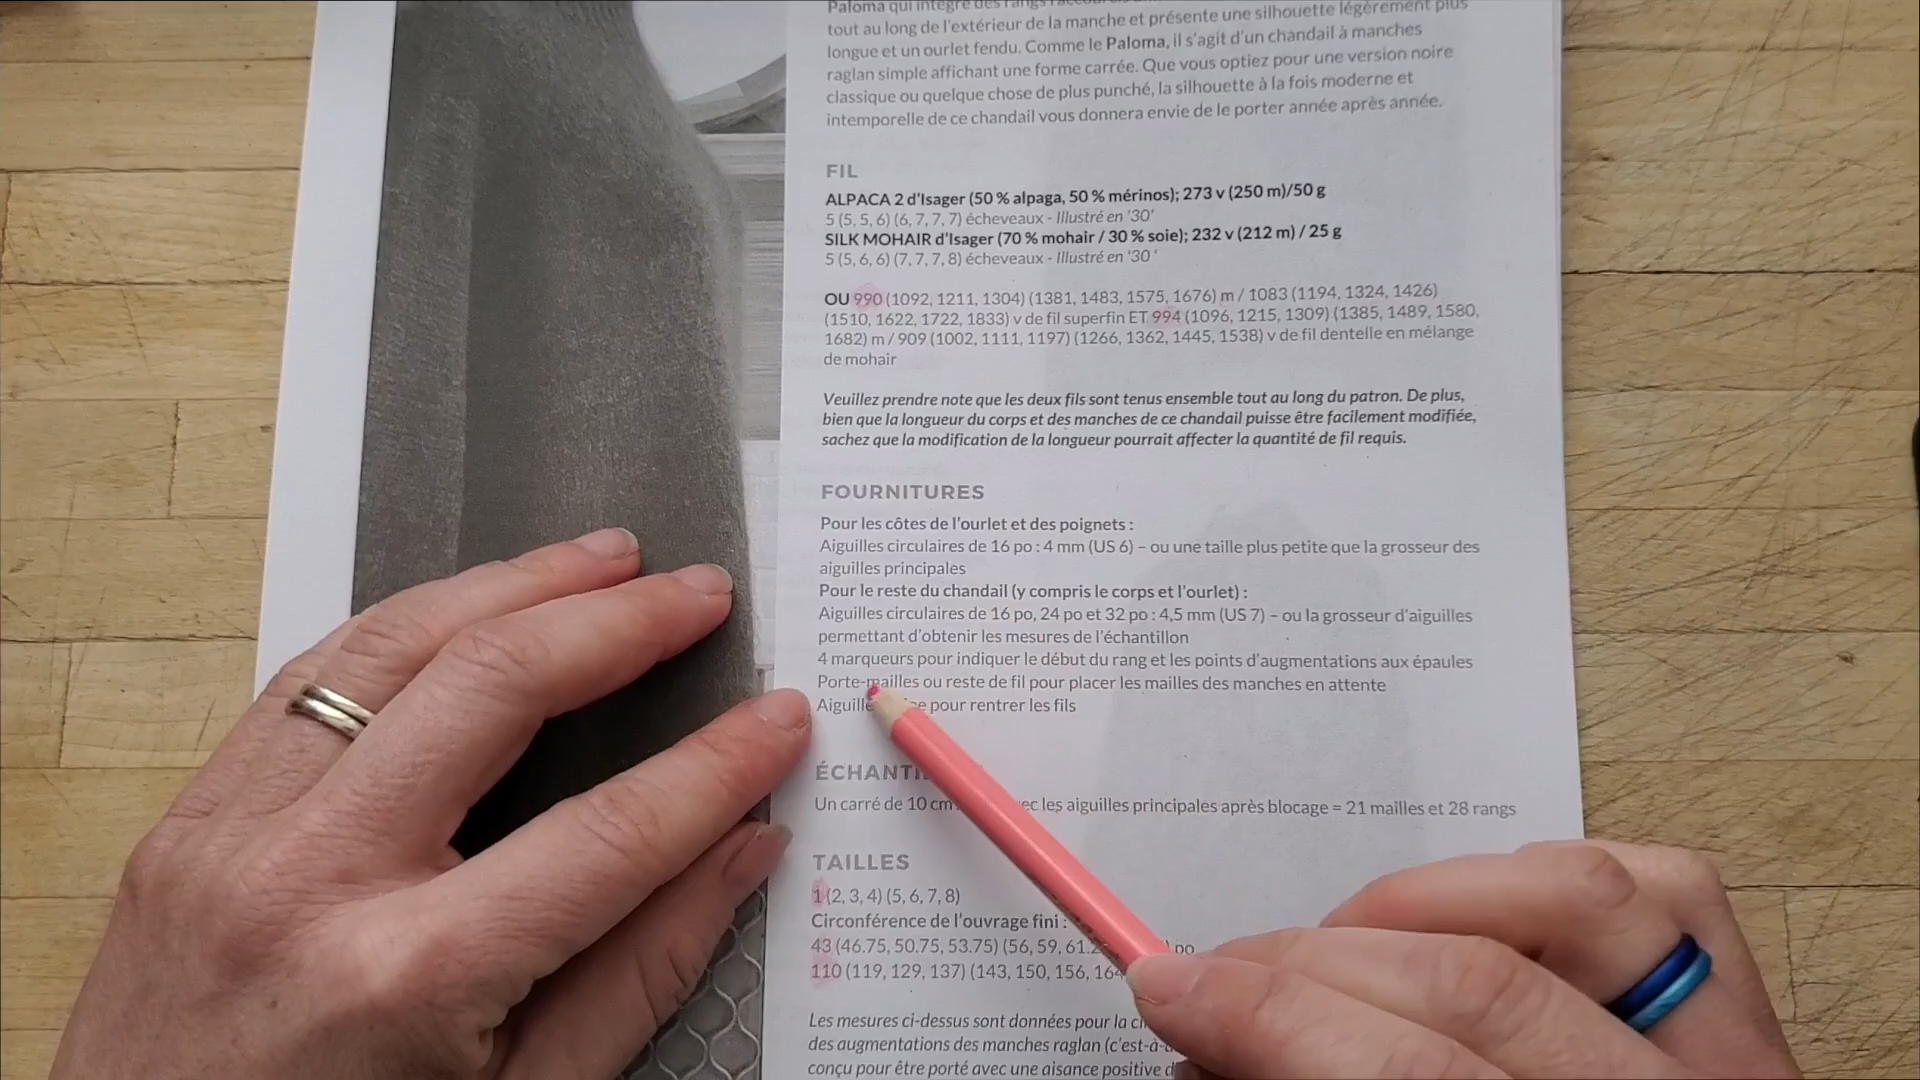 Paloma qui intègre des rangs
tout au long de l'extérieur de la manche et présente une silhouette légèrement plus
longue et un ourlet fendu. Comme le Paloma, il s'agit d'un chandail à manches
raglan simple affichant une forme carrée. Que vous optiez pour une version noire
classique ou quelque chose de plus punché, la silhouette à la fois moderne et
intemporelle de ce chandail vous donnera envie de le porter année après année.
FIL
ALPACA 2 d'Isager (50 % alpaga, 50 % mérinos); 273 v (250 m)/50 g
5 (5, 5, 6) (6, 7, 7, 7) écheveaux - Illustré en '30'
SILK MOHAIR d'Isager (70 % mohair / 30 % soie); 232 v (212 m) / 25 g
5 (5, 6, 6) (7, 7, 7, 8) écheveaux - Illustré en '30 '
OU 990 (1092, 1211, 1304) (1381, 1483, 1575, 1676) m / 1083 (1194, 1324, 1426)
(1510, 1622, 1722, 1833) v de fil superfin ET 994 (1096, 1215, 1309) (1385, 1489, 1580,
1682) m / 909 (1002, 1111, 1197) (1266, 1362, 1445, 1538) v de fil dentelle en mélange
de mohair
Veuillez prendre note que les deux fils sont tenus ensemble tout au long du patron. De plus,
bien que la longueur du corps et des manches de ce chandail puisse être facilement modifiée,
sachez que la modification de la longueur pourrait affecter la quantité de fil requis.
FOURNITURES
Pour les côtes de l'ourlet et des poignets :
Aiguilles circulaires de 16 po : 4 mm (US 6) – ou une taille plus petite que la grosseur des
aiguilles principales
Pour le reste du chandail (y compris le corps et l'ourlet) :
Aiguilles circulaires de 16 po, 24 po et 32 po : 4,5 mm (US 7) – ou la grosseur d'aiguilles
permettant d'obtenir les mesures de l'échantillon
4 marqueurs pour indiquer le début du rang et les points d'augmentations aux épaules
Porte-mailles ou reste de fil pour placer les mailles des manches en attente
Aiguille pour rentrer les fils
ÉCHANTI
Un carré de 10 cm ec les aiguilles principales après blocage = 21 mailles et 28 rangs
TAILLES
1 (2, 3, 4) (5, 6, 7, 8)
Circonférence de l'ouvrage fini :
43 (46.75, 50.75, 53.75) (56, 59, 61.2 ) po
110 (119, 129, 137) (143, 150, 156, 164
Les mesures ci-dessus sont données pour la ci
des augmentations des manches raglan (c'est-à-
conçu pour être porté avec une aisance positive d